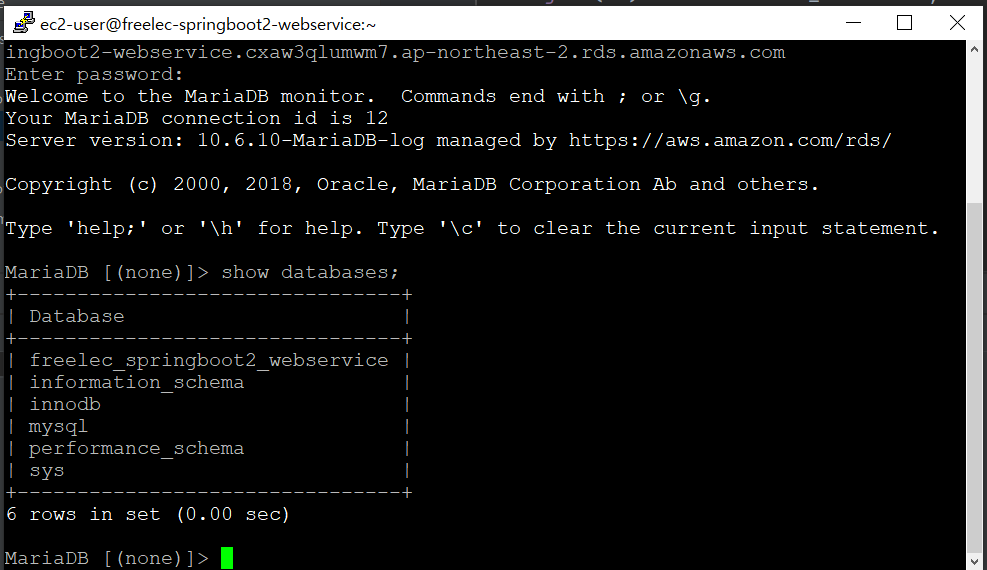 ec2-user@freelec-springboot2-webservice:~
ingboot2-webservice.cxaw3qlumwm7.ap-northeast-2.rds.amazonaws.com
Enter password:
Welcome to the MariaDB monitor.  Commands end with ; or \g.
Your MariaDB connection id is 12
Server version: 10.6.10-MariaDB-log managed by https://aws.amazon.com/rds/
Copyright (c) 2000, 2018, Oracle, MariaDB Corporation Ab and others.
Type 'help;' or '\h' for help. Type '\c' to clear the current input statement.
MariaDB [(none)]> show databases;
+--------------------------------+
| Database                       |
+--------------------------------+
| freelec_springboot2_webservice |
| information_schema             |
| innodb                         |
| mysql                          |
| performance_schema             |
| sys                            |
+--------------------------------+
6 rows in set (0.00 sec)
MariaDB [(none)]>